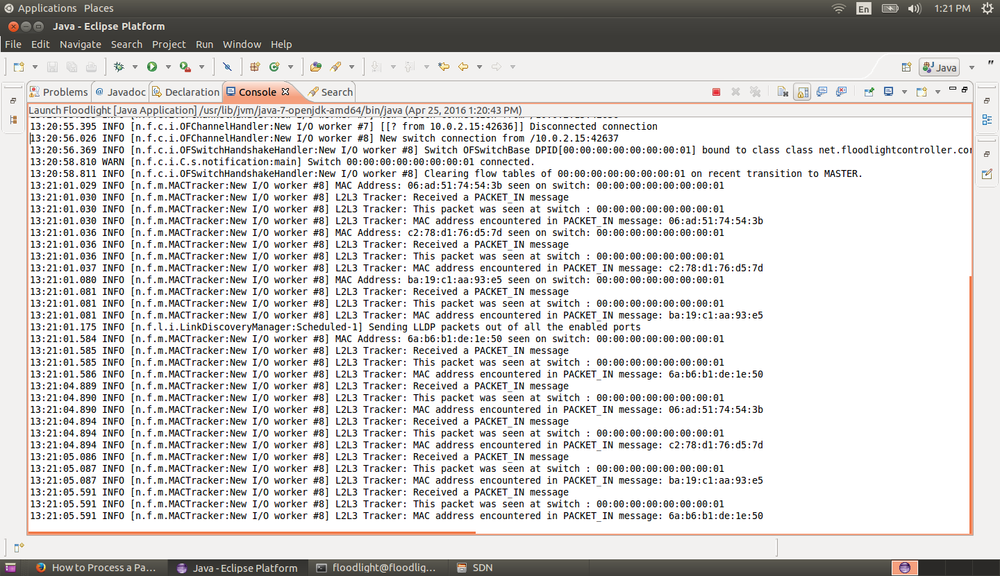 Applications Places
En
1:21 PM
Java - Eclipse Platform
File Edit Navigate Search Project Run Window Help
Java
Problems @ Javadoc Declaration Console Search
Launch Floodlight [Java Application] /usr/lib/jvm/java-7-openjdk-amd64/bin/java (Apr 25, 2016 1:20:43 PM)
13:20:55.395 INFO [n.f.c.i.OFChannelHandler:New I/O worker #7] [[? from 10.0.2.15:42636]] Disconnected connection
13:20:56.026 INFO [n.f.c.i.OFChannelHandler:New I/O worker #8] New switch connection from /10.0.2.15:42637
13:20:56.369 INFO [n.f.c.i.OFSwitchHandshakeHandler:New I/O worker #8] Switch OFSwitchBase DPID[00:00:00:00:00:00:00:01] bound to class class net.floodlightcontroller.cor
13:20:58.810 WARN [n.f.c.i.C.s.notification:main] Switch 00:00:00:00:00:00:00:01 connected.
13:20:58.811 INFO [n.f.c.i.OFSwitchHandshakeHandler:New I/O worker #8] Clearing flow tables of 00:00:00:00:00:00:00:01 on recent transition to MASTER.
13:21:01.029 INFO [n.f.m.MACTracker:New I/O worker #8] MAC Address: 06:ad:51:74:54:3b seen on switch: 00:00:00:00:00:00:00:01
13:21:01.030 INFO [n.f.m.MACTracker:New I/O worker #8] L2L3 Tracker: Received a PACKET_IN message
13:21:01.030 INFO [n.f.m.MACTracker:New I/O worker #8] L2L3 Tracker: This packet was seen at switch : 00:00:00:00:00:00:00:01
13:21:01.030 INFO [n.f.m.MACTracker:New I/O worker #8] L2L3 Tracker: MAC address encountered in PACKET_IN message: 06:ad:51:74:54:3b
13:21:01.036 INFO [n.f.m.MACTracker:New I/O worker #8] MAC Address: c2:78:d1:76:d5:7d seen on switch: 00:00:00:00:00:00:00:01
13:21:01.036 INFO [n.f.m.MACTracker:New I/O worker #8] L2L3 Tracker: Received a PACKET_IN message
13:21:01.036 INFO [n.f.m.MACTracker:New I/O worker #8] L2L3 Tracker: This packet was seen at switch : 00:00:00:00:00:00:00:01
13:21:01.037 INFO [n.f.m.MACTracker:New I/O worker #8] L2L3 Tracker: MAC address encountered in PACKET_IN message: c2:78:d1:76:d5:7d
13:21:01.080 INFO [n.f.m.MACTracker:New I/O worker #8] MAC Address: ba:19:c1:aa:93:e5 seen on switch: 00:00:00:00:00:00:00:01
13:21:01.081 INFO [n.f.m.MACTracker:New I/O worker #8] L2L3 Tracker: Received a PACKET_IN message
13:21:01.081 INFO [n.f.m.MACTracker:New I/O worker #8] L2L3 Tracker: This packet was seen at switch : 00:00:00:00:00:00:00:01
13:21:01.081 INFO [n.f.m.MACTracker:New I/O worker #8] L2L3 Tracker: MAC address encountered in PACKET_IN message: ba:19:c1:aa:93:e5
13:21:01.175 INFO [n.f.l.i.LinkDiscoveryManager:Scheduled-1] Sending LLDP packets out of all the enabled ports
13:21:01.584 INFO [n.f.m.MACTracker:New I/O worker #8] MAC Address: 6a:b6:b1:de:1e:50 seen on switch: 00:00:00:00:00:00:00:01
13:21:01.585 INFO [n.f.m.MACTracker:New I/O worker #8] L2L3 Tracker: Received a PACKET_IN message
13:21:01.585 INFO [n.f.m.MACTracker:New I/O worker #8] L2L3 Tracker: This packet was seen at switch : 00:00:00:00:00:00:00:01
13:21:01.586 INFO [n.f.m.MACTracker:New I/O worker #8] L2L3 Tracker: MAC address encountered in PACKET_IN message: 6a:b6:b1:de:1e:50
13:21:04.889 INFO [n.f.m.MACTracker:New I/O worker #8] L2L3 Tracker: Received a PACKET_IN message
13:21:04.890 INFO [n.f.m.MACTracker:New I/O worker #8] L2L3 Tracker: This packet was seen at switch : 00:00:00:00:00:00:00:01
13:21:04.890 INFO [n.f.m.MACTracker:New I/O worker #8] L2L3 Tracker: MAC address encountered in PACKET_IN message: 06:ad:51:74:54:3b
13:21:04.894 INFO [n.f.m.MACTracker:New I/O worker #8] L2L3 Tracker: Received a PACKET_IN message
13:21:04.894 INFO [n.f.m.MACTracker:New I/O worker #8] L2L3 Tracker: This packet was seen at switch : 00:00:00:00:00:00:00:01
13:21:04.894 INFO [n.f.m.MACTracker:New I/O worker #8] L2L3 Tracker: MAC address encountered in PACKET_IN message: c2:78:d1:76:d5:7d
13:21:05.086 INFO [n.f.m.MACTracker:New I/O worker #8] L2L3 Tracker: Received a PACKET_IN message
13:21:05.087 INFO [n.f.m.MACTracker:New I/O worker #8] L2L3 Tracker: This packet was seen at switch : 00:00:00:00:00:00:00:01
13:21:05.087 INFO [n.f.m.MACTracker:New I/O worker #8] L2L3 Tracker: MAC address encountered in PACKET_IN message: ba:19:c1:aa:93:e5
13:21:05.591 INFO [n.f.m.MACTracker:New I/O worker #8] L2L3 Tracker: Received a PACKET_IN message
13:21:05.591 INFO [n.f.m.MACTracker:New I/O worker #8] L2L3 Tracker: This packet was seen at switch : 00:00:00:00:00:00:00:01
13:21:05.591 INFO [n.f.m.MACTracker:New I/O worker #8] L2L3 Tracker: MAC address encountered in PACKET_IN message: 6a:b6:b1:de:1e:50
How to Process a Pa... Java - Eclipse Platform floodlight@floodlig... SDN